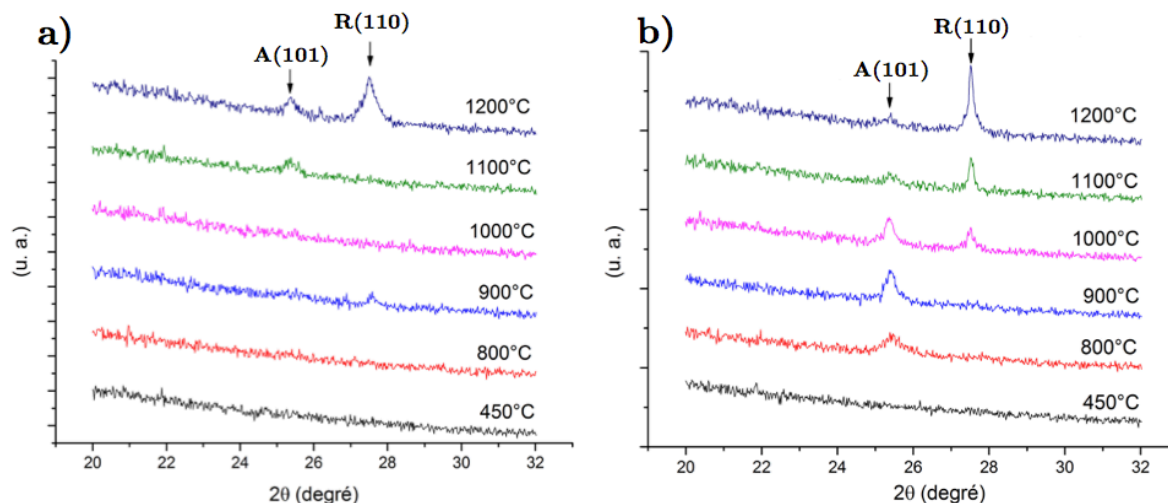 a)
R(110)
A(101)
1200°C
1100°C
1000°C
900°C
800°C
450°C
(u. a.)
20 22 24 26 28 30 32
2θ (degré)
b)
R(110)
A(101)
1200°C
1100°C
1000°C
900°C
800°C
450°C
(u. a.)
20 22 24 26 28 30 32
2θ (degré)